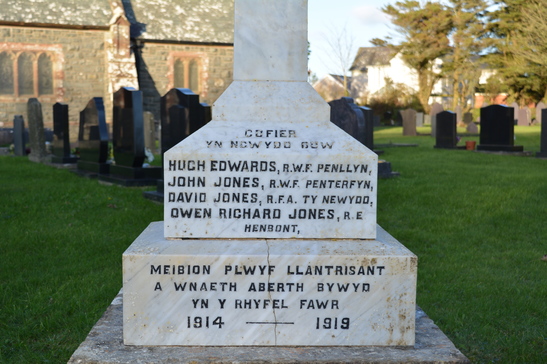 COFIER
YN NGWYDD DUW
HUGH EDWARDS, R.W.F. PENLLYN,
JOHN JONES, R.W.F. PENTERFYN,
DAVID JONES, R.F.A. TY NEWYDD,
OWEN RICHARD JONES, R.E
HENBONT,
MEIBION PLWYF LLANTRISANT
A WNAETH ABERTH BYWYD
YN Y RHYFEL FAWR
1914 — 1919